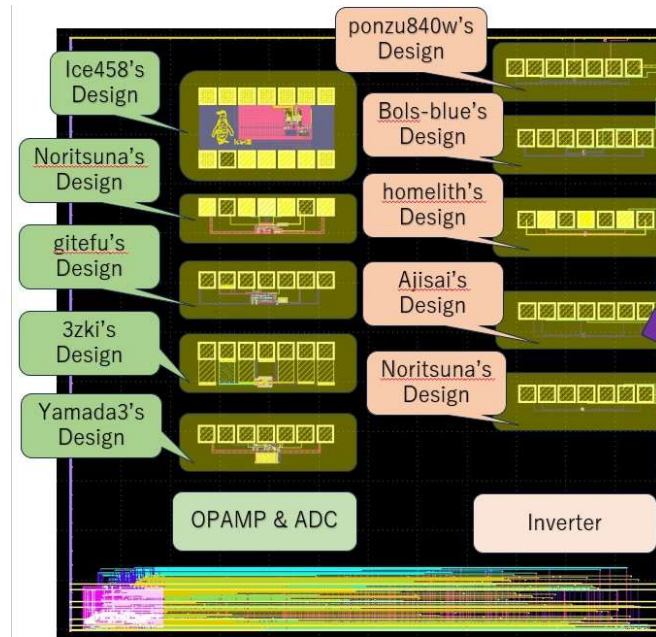 Ice458's
Design
Noritsuna's
Design
gitefu's
Design
3zki's
Design
Yamada3's
Design
OPAMP & ADC
ponzu840w's
Design
Bols-blue's
Design
homelith's
Design
Ajisai's
Design
Noritsuna's
Design
Inverter